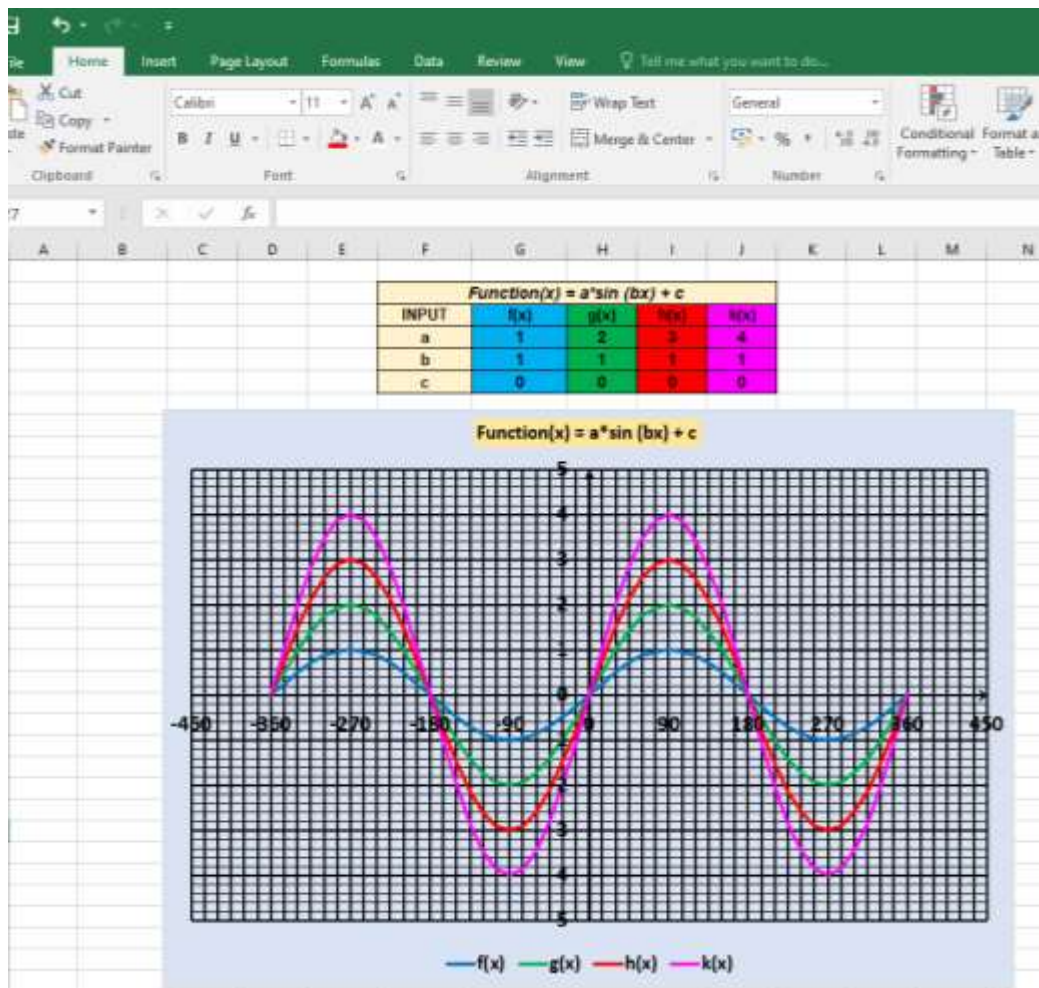 Home Insert Page Layout Formulas Data Review View Tell me what you want to do...
Cut
Copy
Format Painter
Clipboard
Calibri 11 A A
B I U A
Font
Wrap Text
Merge & Center
Alignment
General
%
Number
Conditional Formatting
Format a
Table
fx
A B C D E F G H I J K L M N
Function(x) = a*sin (bx) + c
INPUT f(x) g(x) h(x) k(x)
a 1 2 3 4
b 1 1 1 1
c 0 0 0 0
Function(x) = a*sin (bx) + c
5
4
3
2
1
0
-450 -360 -270 -180 -90 0 90 180 270 360 450
2
3
4
5
f(x) g(x) h(x) k(x)